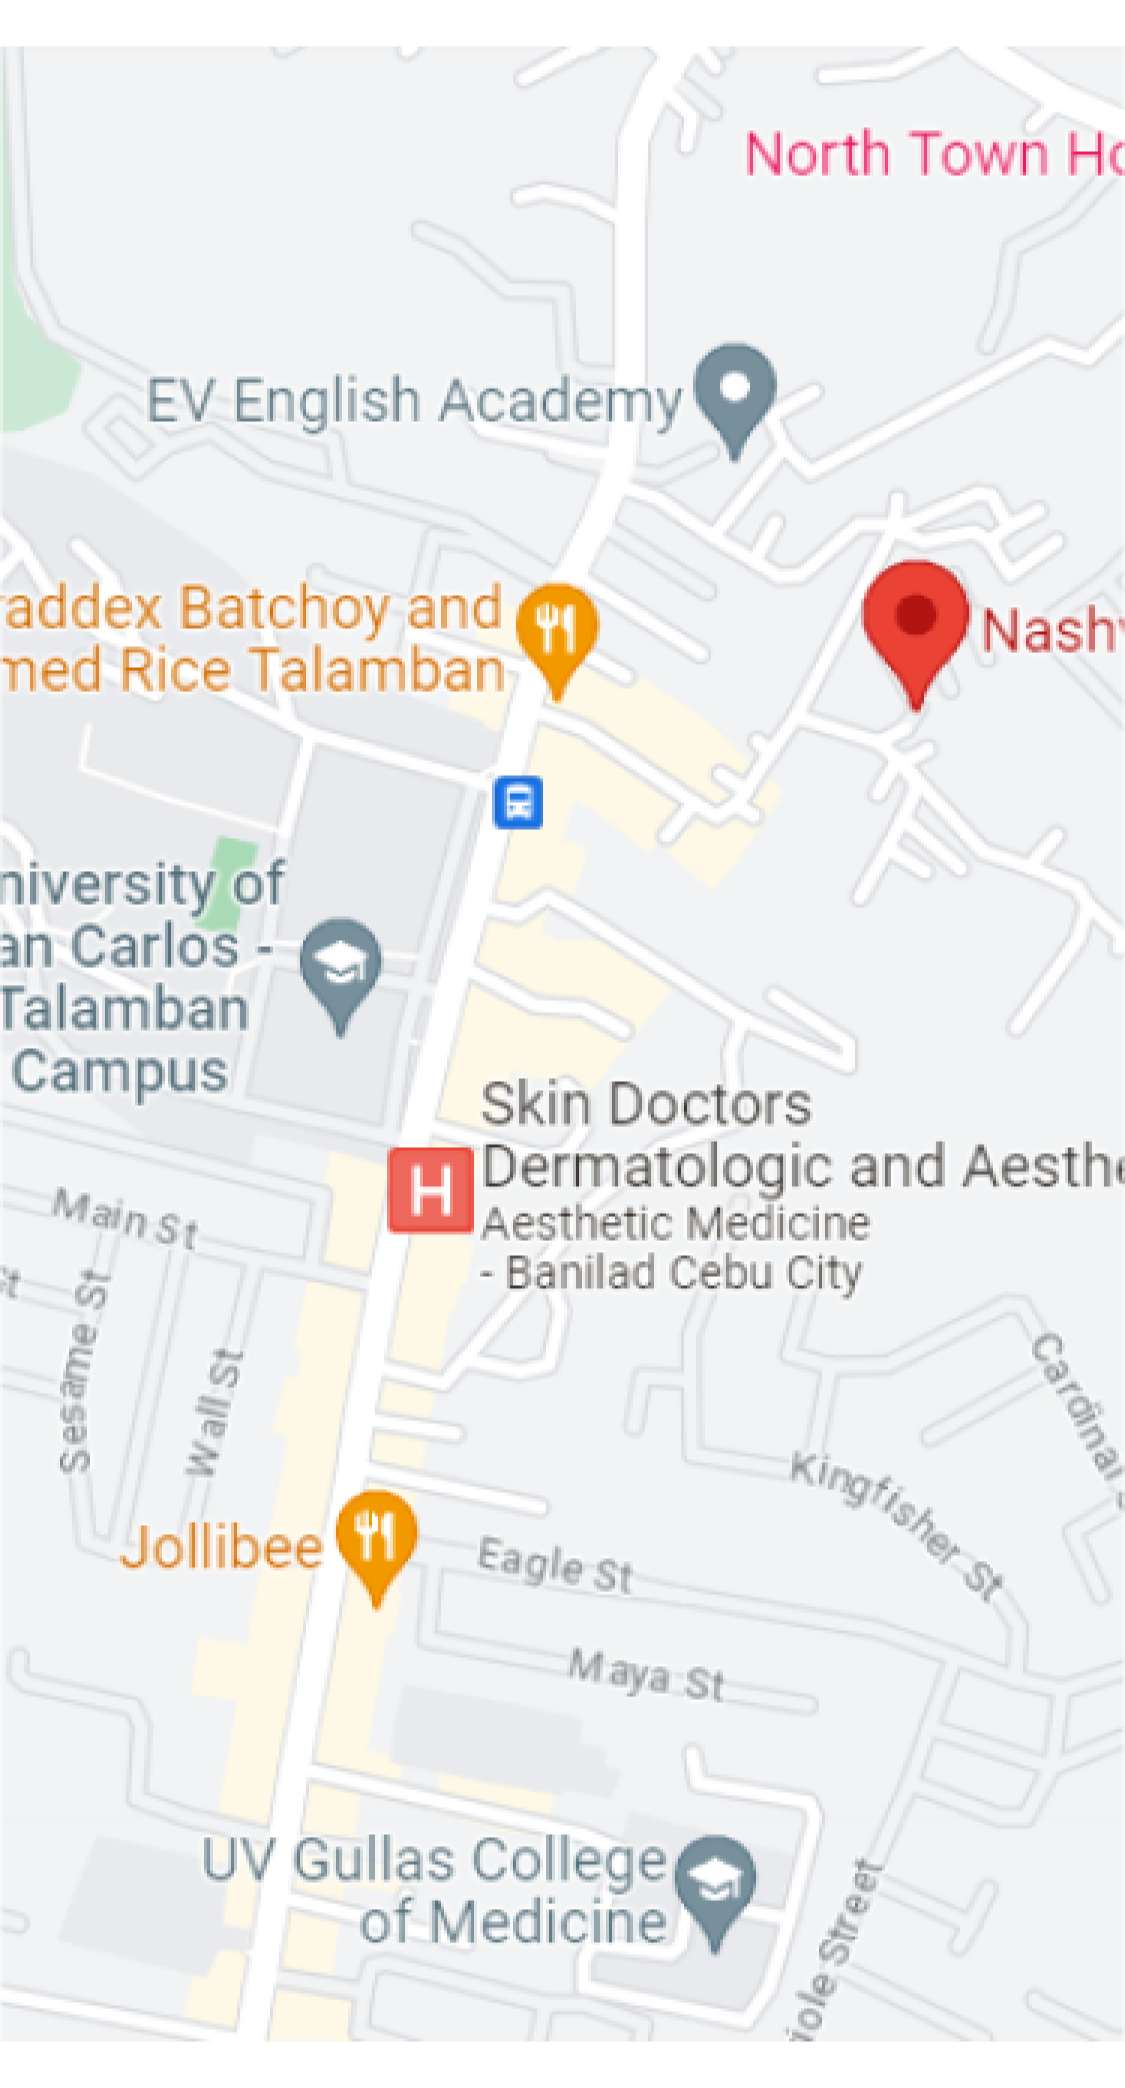 North Town Ho
EV English Academy
raddex Batchoy and
med Rice Talamban
Nashv
niversity of
an Carlos -
Talamban
Campus
Skin Doctors
Dermatologic and Aesthe
Aesthetic Medicine
- Banilad Cebu City
H
Main St
St
Sesame St
Wall St
Cardinal
Kingfisher St
Jollibee
Eagle St
Maya St
UV Gullas College
of Medicine
iole Street